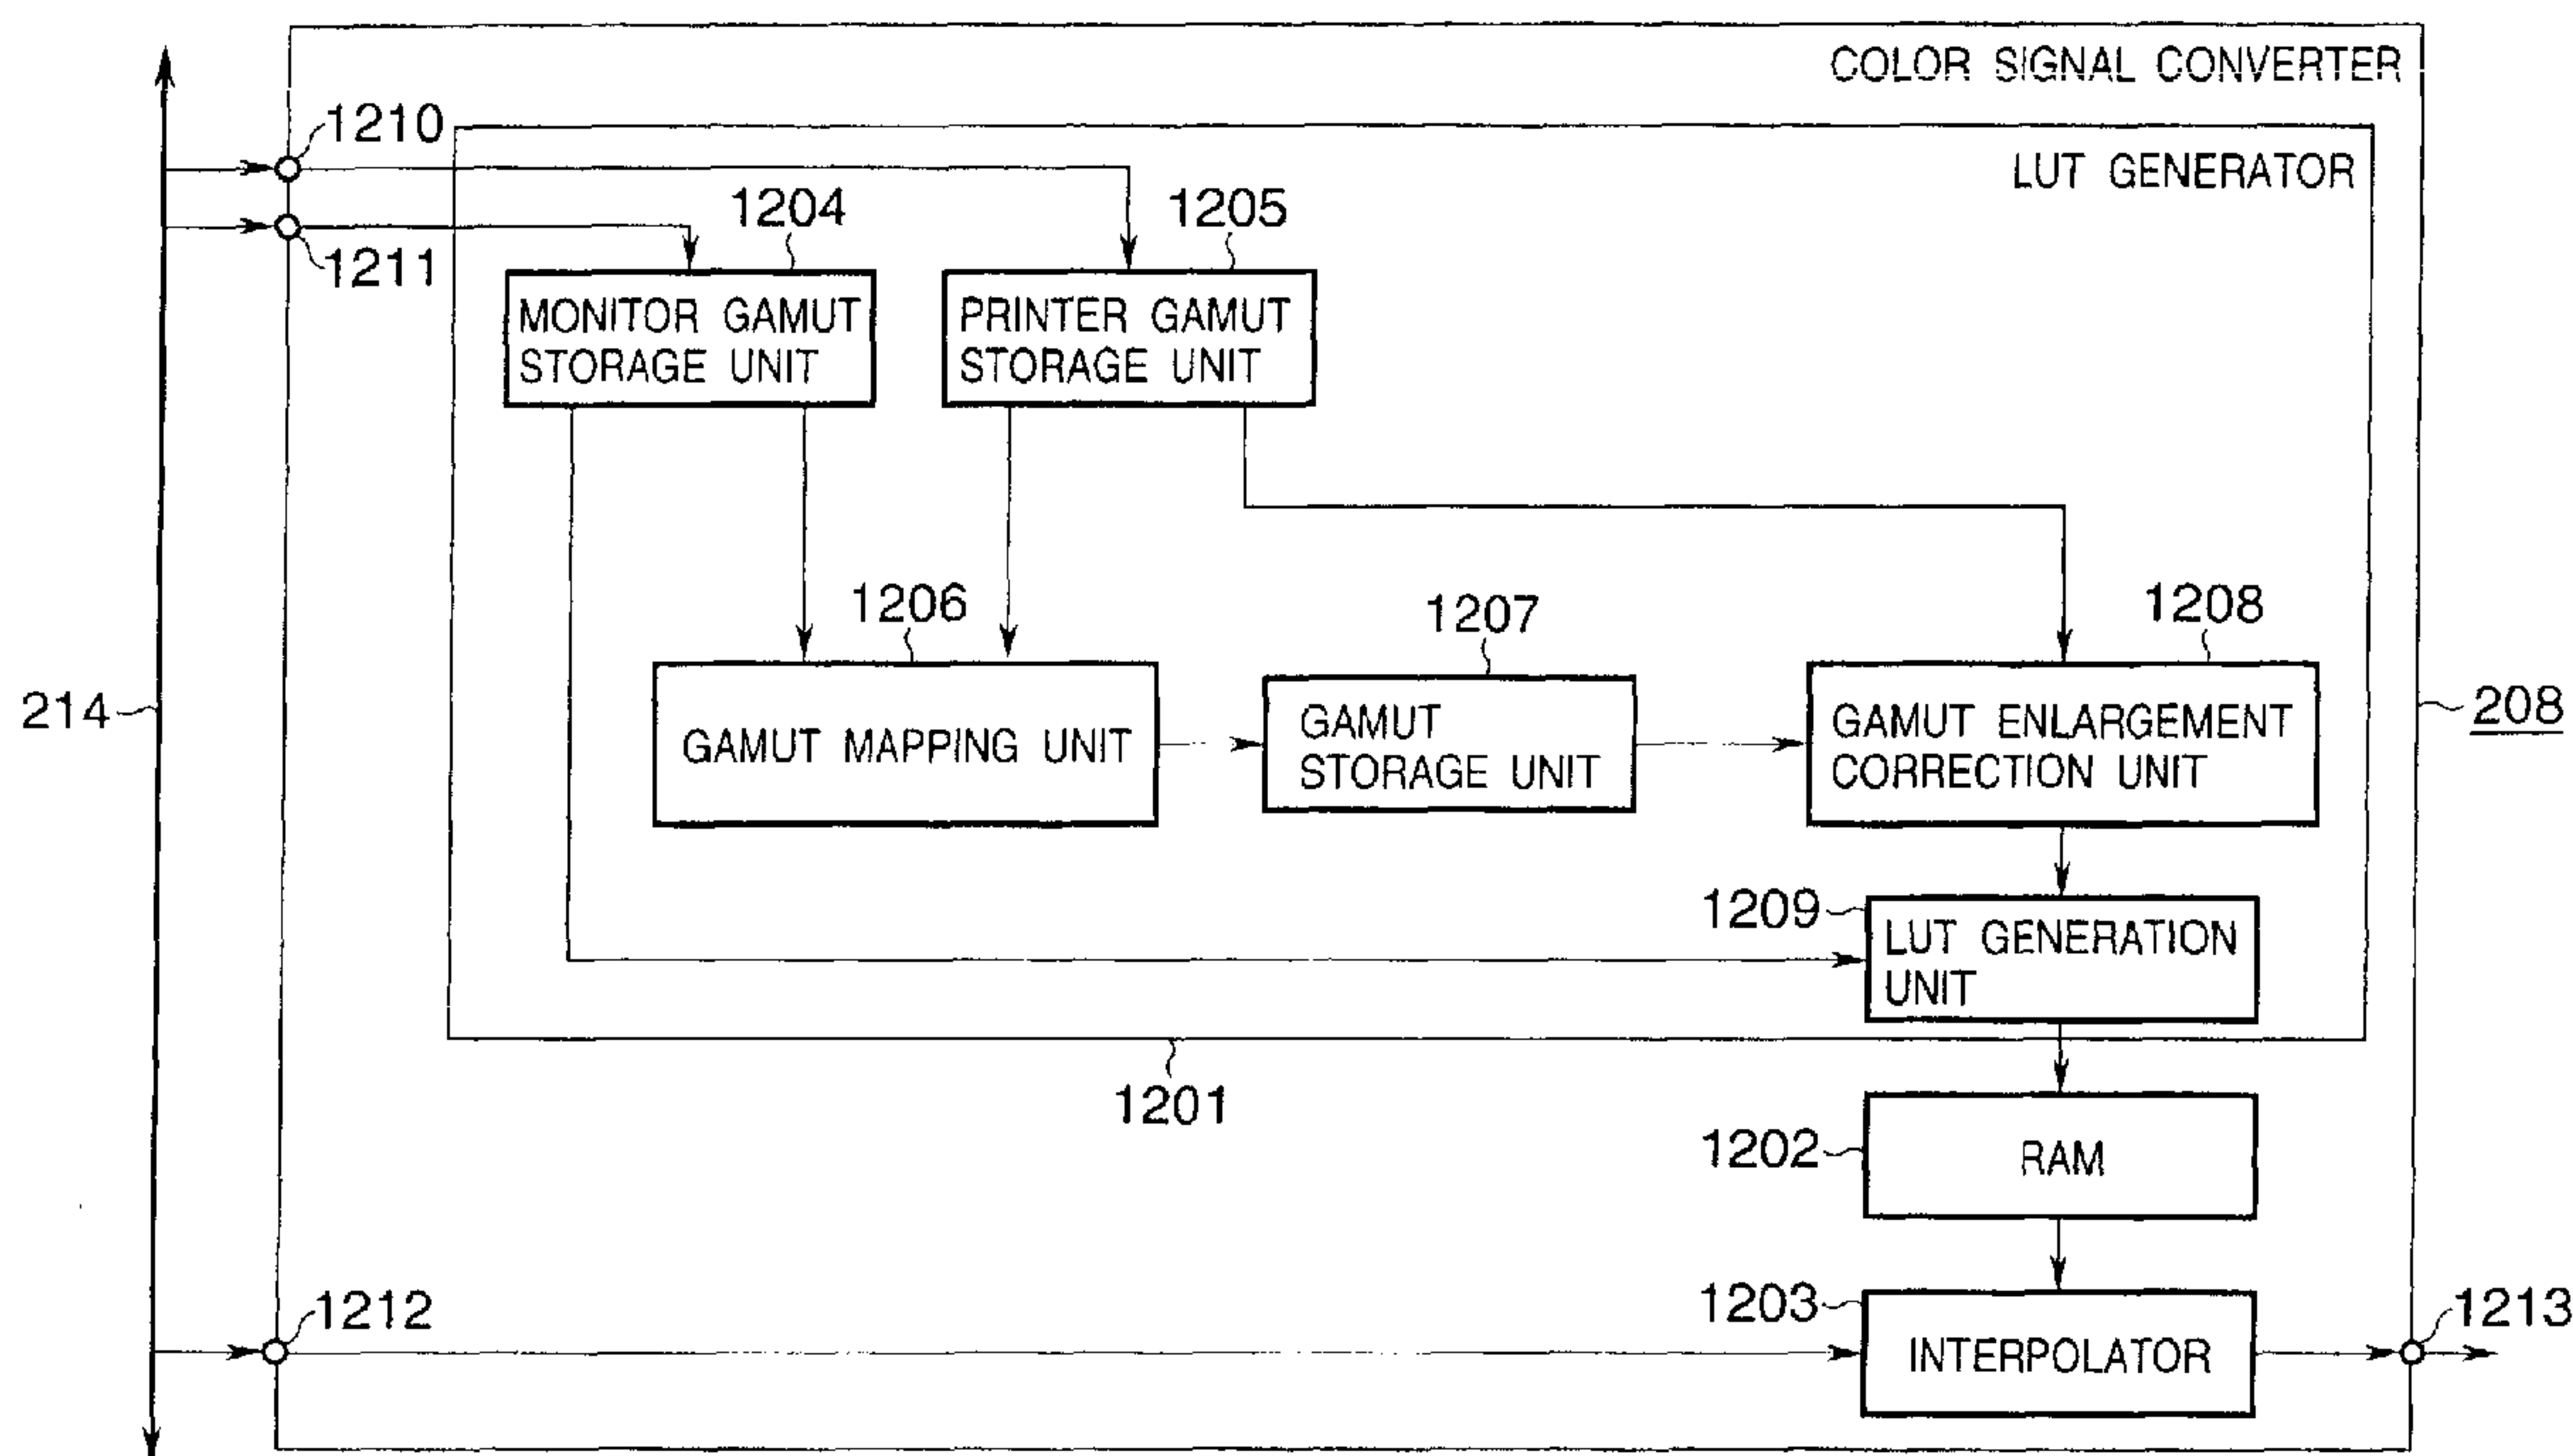 COLOR SIGNAL CONVERTER
1210
LUT GENERATOR
1204
1205
1211
MONITOR GAMUT
STORAGE UNIT
PRINTER GAMUT
STORAGE UNIT
1206
1207
1208
214
208
GAMUT MAPPING UNIT
GAMUT
STORAGE UNIT
GAMUT ENLARGEMENT
CORRECTION UNIT
1209
LUT GENERATION
UNIT
1201
1202
RAM
1212
1203
1213
INTERPOLATOR